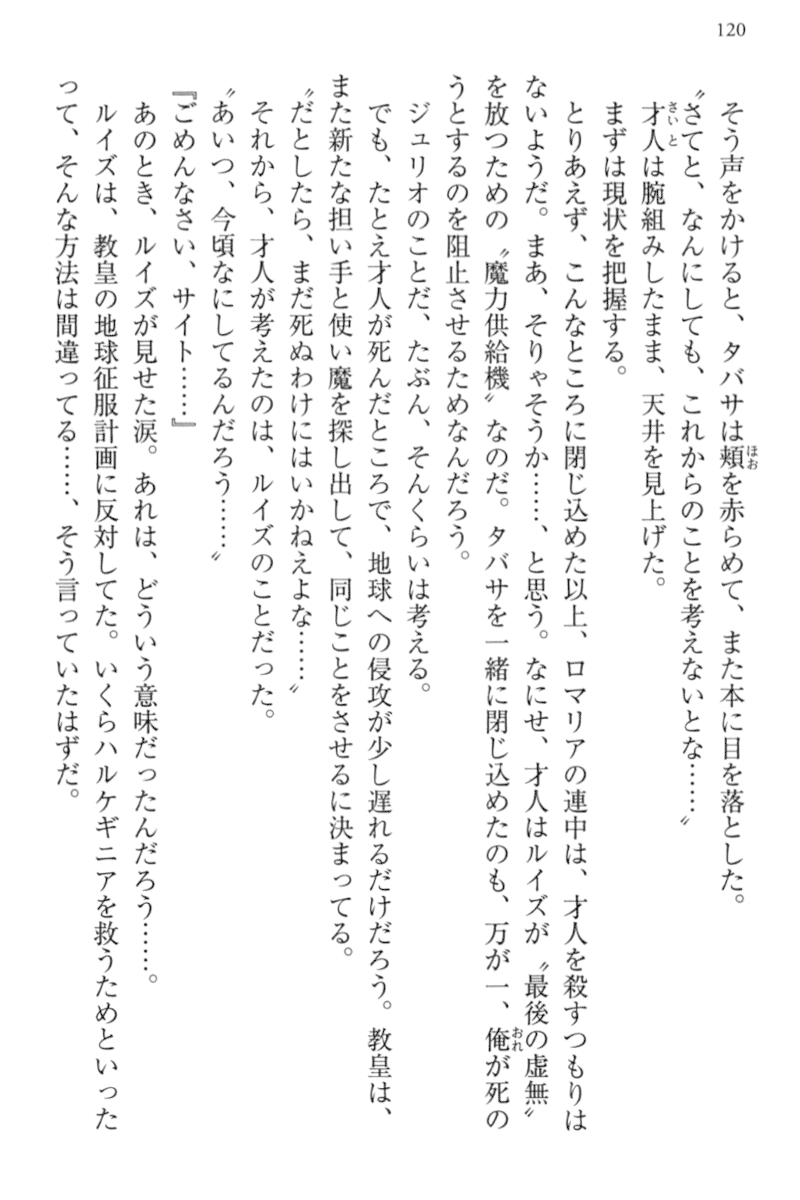 120
そう声をかけると、タバサは頬を赤らめて、また本に目を落とした。
〝さてと、なんにしても、これからのことを考えないとな……〟
才人は腕組みしたまま、天井を見上げた。
まずは現状を把握する。
とりあえず、こんなところに閉じ込めた以上、ロマリアの連中は、才人を殺すつもりは
ないようだ。まあ、そりゃそうか……、と思う。なにせ、才人はルイズが〝最後の虚無〟
を放つための〝魔力供給機〟なのだ。タバサを一緒に閉じ込めたのも、万が一、俺が死の
うとするのを阻止させるためなんだろう。
ジュリオのことだ、たぶん、そんくらいは考える。
でも、たとえ才人が死んだところで、地球への侵攻が少し遅れるだけだろう。教皇は、
また新たな担い手と使い魔を探し出して、同じことをさせるに決まってる。
〝だとしたら、まだ死ぬわけにはいかねえよな……〟
それから、才人が考えたのは、ルイズのことだった。
〝あいつ、今頃なにしてるんだろう……〟
『ごめんなさい、サイト……』
あのとき、ルイズが見せた涙。あれは、どういう意味だったんだろう……。
ルイズは、教皇の地球征服計画に反対してた。いくらハルケギニアを救うためといった
って、そんな方法は間違ってる……、そう言っていたはずだ。